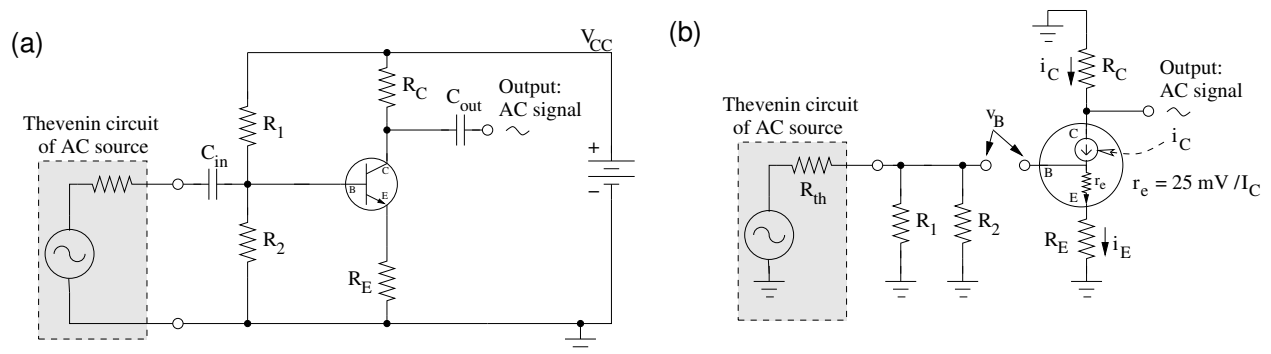 (a)
V_CC
R_C
Output:
AC signal
C_out
Thevenin circuit
of AC source
R_1
C_in
+
−
B
C
E
R_2
R_E
(b)
i_C
R_C
Output:
AC signal
Thevenin circuit
of AC source
v_B
C
i_C
R_th
B
r_e
r_e = 25 mV /I_C
E
R_1
R_2
R_E
i_E